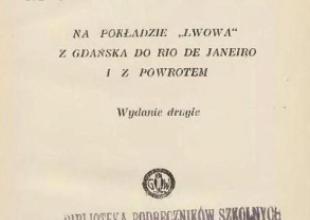 NA POKŁADZIE „LWOWA“
Z GDAŃSKA DO RIO DE JANEIRO
I Z POWROTEM
Wydanie drugie
BIBLIOTEKA PODRĘCZNIKÓW SZKOLNYCH